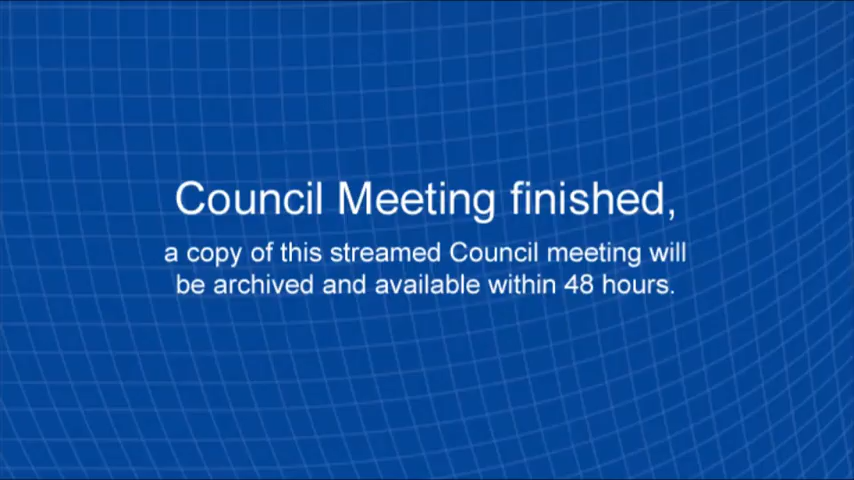 Council Meeting finished,
a copy of this streamed Council meeting will
be archived and available within 48 hours.